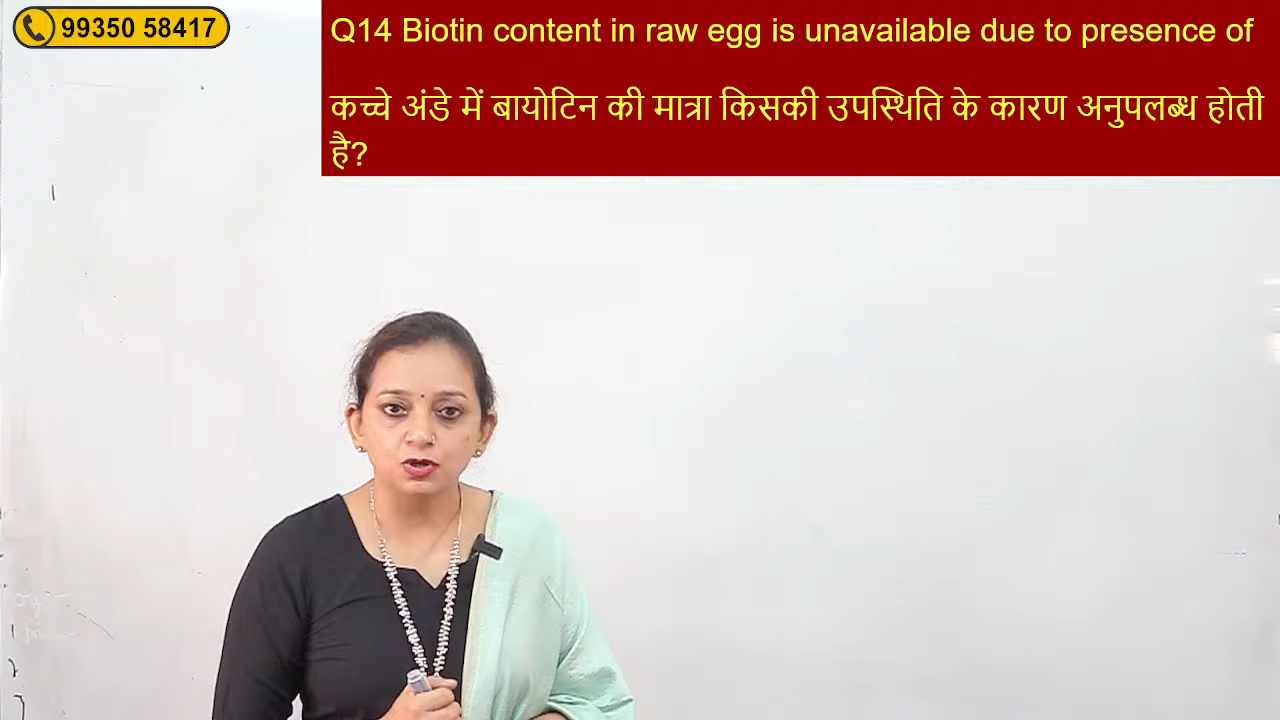 99350 58417
Q14 Biotin content in raw egg is unavailable due to presence of
कच्चे अंडे में बायोटिन की मात्रा किसकी उपस्थिति के कारण अनुपलब्ध होती
है?